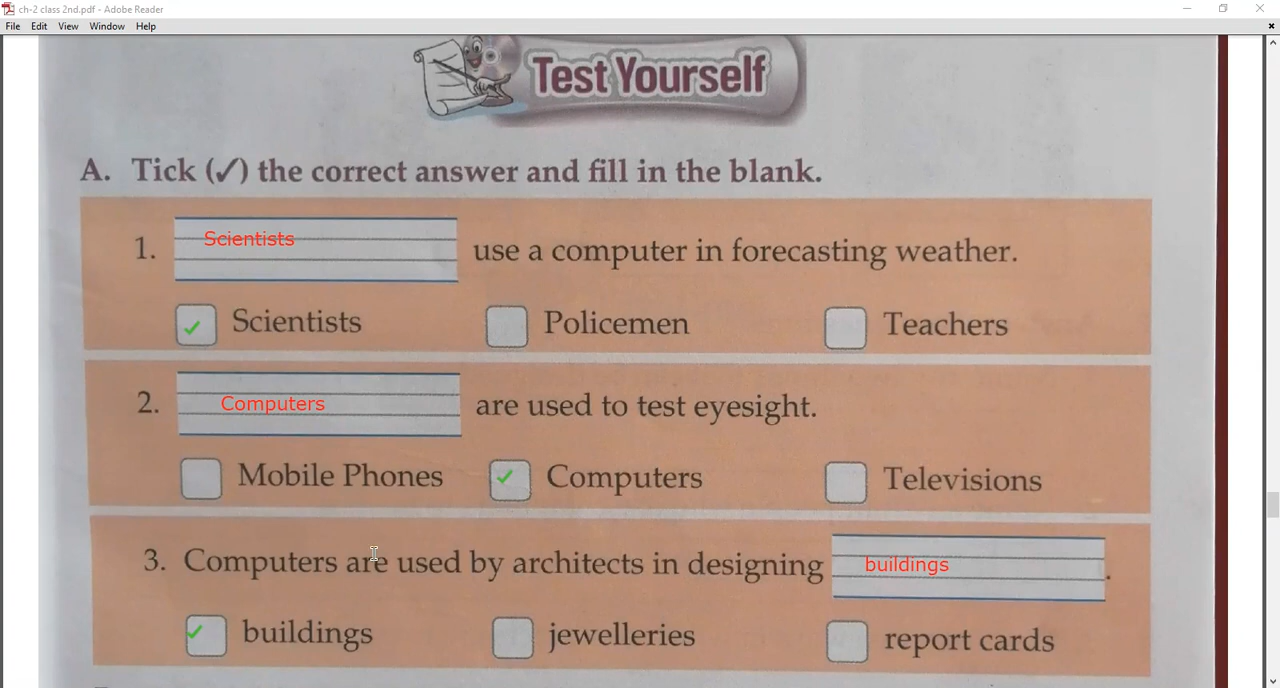 ch-2 class 2nd.pdf - Adobe Reader
File Edit View Window Help
Test Yourself
A. Tick (✓) the correct answer and fill in the blank.
1. Scientists use a computer in forecasting weather.
✓ Scientists Policemen Teachers
2. Computers are used to test eyesight.
Mobile Phones ✓ Computers Televisions
3. Computers are used by architects in designing buildings.
✓ buildings jewelleries report cards